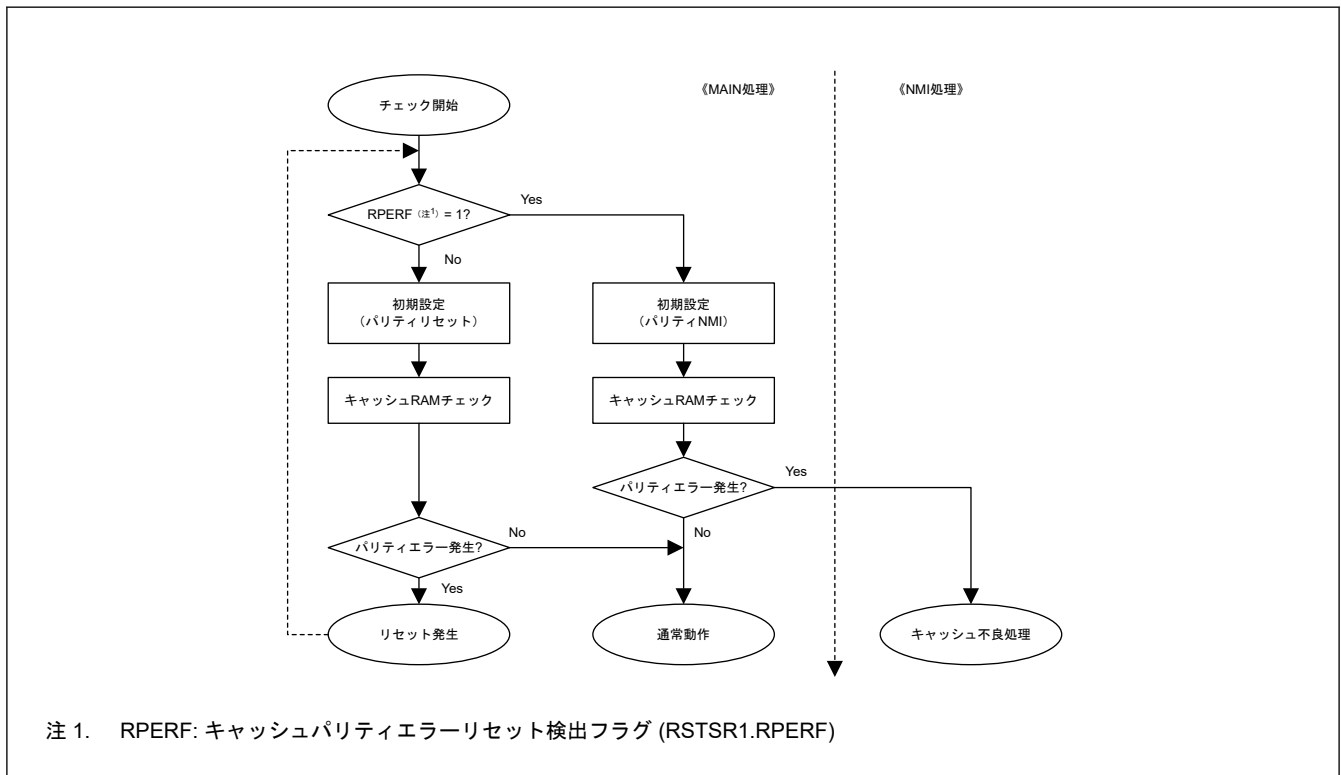 《MAIN処理》
《NMI処理》
チェック開始
RPERF (注1) = 1?
Yes
No
初期設定
(パリティリセット)
初期設定
(パリティNMI)
キャッシュRAMチェック
キャッシュRAMチェック
パリティエラー発生?
Yes
No
パリティエラー発生?
No
Yes
リセット発生
通常動作
キャッシュ不良処理
注 1. RPERF: キャッシュパリティエラーリセット検出フラグ (RSTSR1.RPERF)